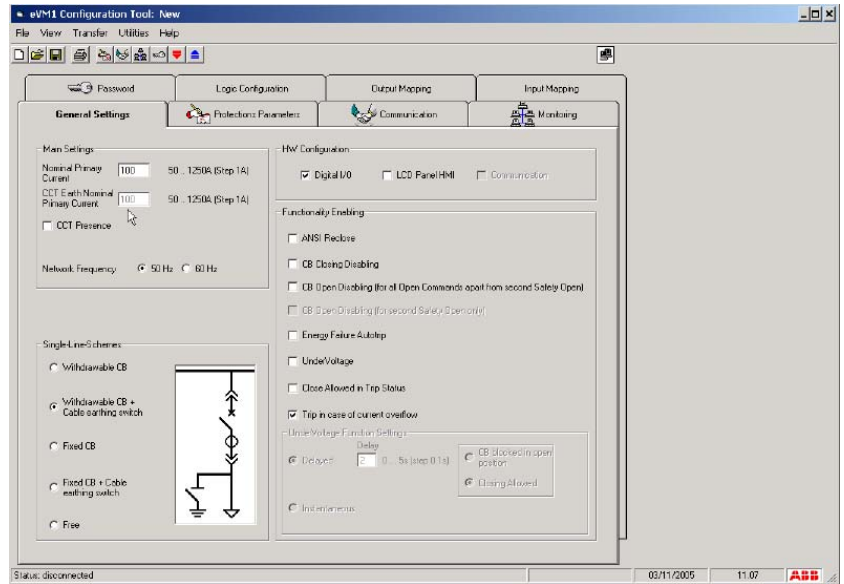 eVM1 Configuration Tool: New
File View Transfer Utilities Help
Password
Logic Configuration
Output Mapping
Input Mapping
General Settings
Protections Parameters
Communication
Monitoring
Main Settings
Nominal Primary Current
100
50 .. 1250A (Step 1A)
CCT Earth Nominal Primary Current
100
50 .. 1250A (Step 1A)
CCT Presence
Network Frequency
50 Hz
60 Hz
HW Configuration
Digital I/O
LCD Panel HMI
Communication
Functionality Enabling
ANSI Reclose
CB Closing Disabling
CB Open Disabling (for all Open Commands apart from second Safety Open)
CB Open Disabling (for second Safety Open only)
Energy Failure Autotrip
UnderVoltage
Close Allowed in Trip Status
Trip in case of current overflow
UnderVoltage Function Settings
Delayed
Delay
2
0 .. 5s (step 0.1s)
CB blocked in open position
Closing Allowed
Instantaneous
Single-Line-Schemes
Withdrawable CB
Withdrawable CB +
Cable earthing switch
Fixed CB
Fixed CB + Cable
earthing switch
Free
Status: disconnected
03/11/2005
11.07
ABB